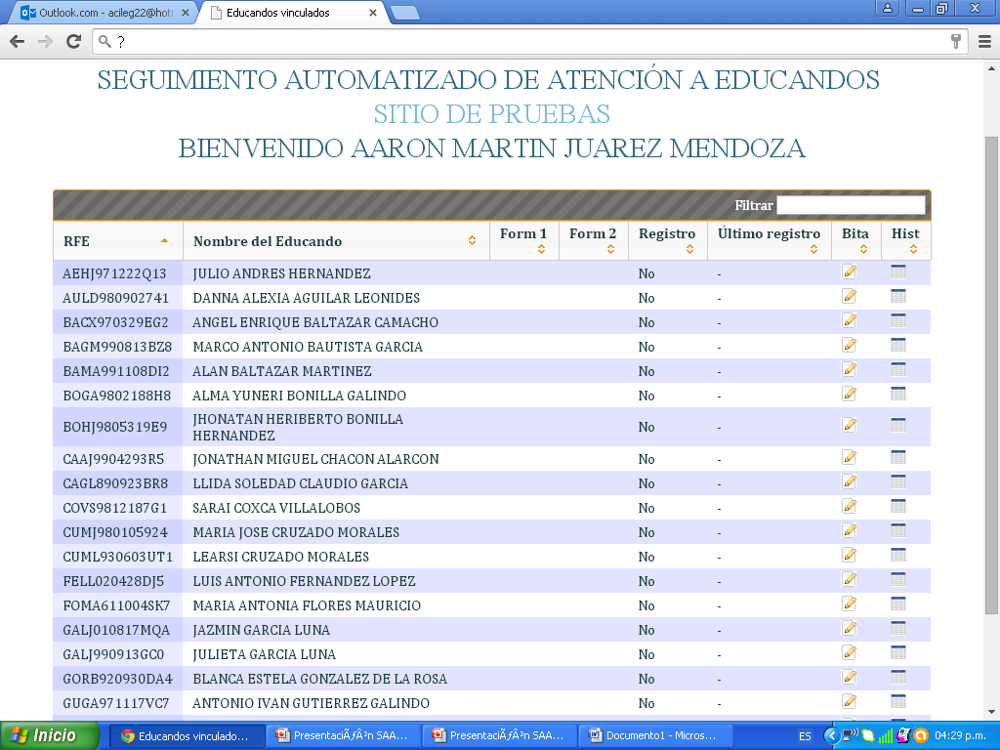 Outlook.com - acileg22@hotm
Educandos vinculados
?
SEGUIMIENTO AUTOMATIZADO DE ATENCIÓN A EDUCANDOS
SITIO DE PRUEBAS
BIENVENIDO AARON MARTIN JUAREZ MENDOZA
Filtrar
RFE Nombre del Educando Form 1 Form 2 Registro Último registro Bita Hist
AEHJ971222Q13 JULIO ANDRES HERNANDEZ No -
AULD980902741 DANNA ALEXIA AGUILAR LEONIDES No -
BACX970329EG2 ANGEL ENRIQUE BALTAZAR CAMACHO No -
BAGM990813BZ8 MARCO ANTONIO BAUTISTA GARCIA No -
BAMA991108DI2 ALAN BALTAZAR MARTINEZ No -
BOGA9802188H8 ALMA YUNERI BONILLA GALINDO No -
BOHJ9805319E9 JHONATAN HERIBERTO BONILLA
HERNANDEZ No -
CAAJ9904293R5 JONATHAN MIGUEL CHACON ALARCON No -
CAGL890923BR8 LLIDA SOLEDAD CLAUDIO GARCIA No -
COVS9812187G1 SARAI COXCA VILLALOBOS No -
CUMJ980105924 MARIA JOSE CRUZADO MORALES No -
CUML930603UT1 LEARSI CRUZADO MORALES No -
FELL020428DJ5 LUIS ANTONIO FERNANDEZ LOPEZ No -
FOMA611004SK7 MARIA ANTONIA FLORES MAURICIO No -
GALJ010817MQA JAZMIN GARCIA LUNA No -
GALJ990913GC0 JULIETA GARCIA LUNA No -
GORB920930DA4 BLANCA ESTELA GONZALEZ DE LA ROSA No -
GUGA971117VC7 ANTONIO IVAN GUTIERREZ GALINDO No -
Inicio Educandos vinculado... PresentaciÃƒÂ³n SAA... PresentaciÃƒÂ³n SAA... Documento1 - Micros... ES 04:29 p.m.